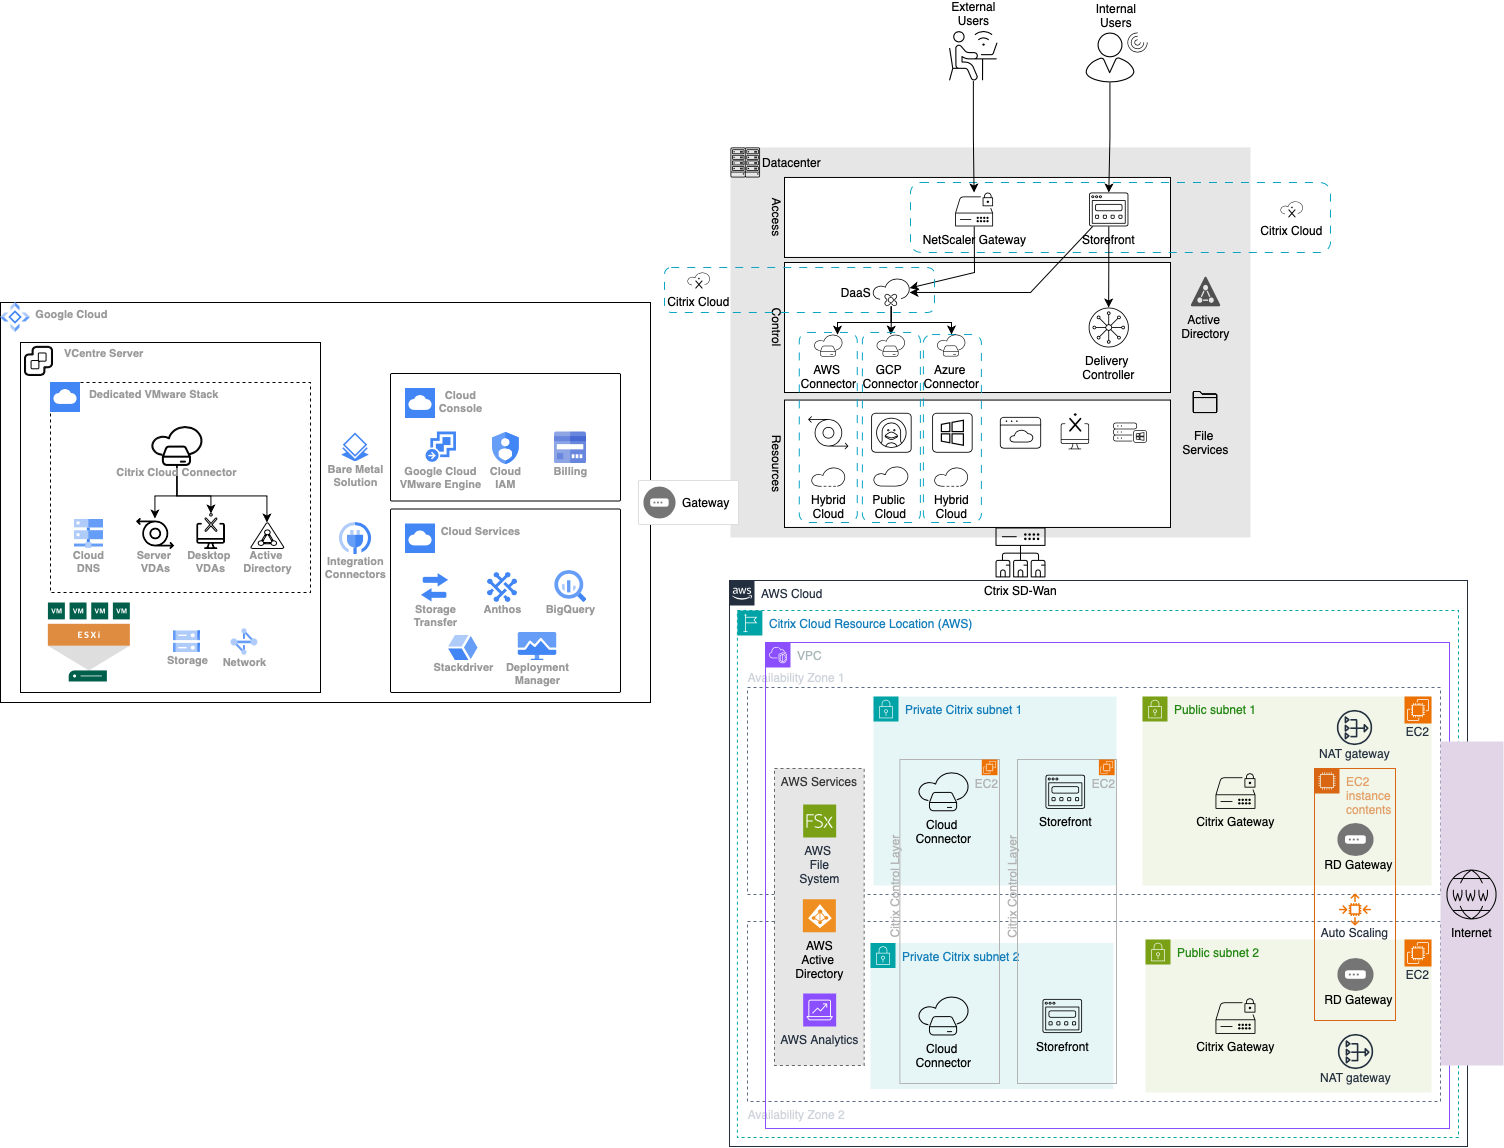 External
Users
Internal
Users
Datacenter
Access
NetScaler Gateway
Storefront
Citrix Cloud
Citrix Cloud
DaaS
Control
AWS
Connector
GCP
Connector
Azure
Connector
Delivery
Controller
Active
Directory
File
Services
Resources
Hybrid
Cloud
Public
Cloud
Hybrid
Cloud
Gateway
Ctrix SD-Wan
Google Cloud
VCentre Server
Dedicated VMware Stack
Citrix Cloud Connector
Cloud
DNS
Server
VDAs
Desktop
VDAs
Active
Directory
VM VM VM VM
ESXi
Storage
Network
Bare Metal
Solution
Integration
Connectors
Cloud
Console
Google Cloud
VMware Engine
Cloud
IAM
Billing
Cloud Services
Storage
Transfer
Anthos
BigQuery
Stackdriver
Deployment
Manager
aws
AWS Cloud
Citrix Cloud Resource Location (AWS)
VPC
Availability Zone 1
Private Citrix subnet 1
Public subnet 1
EC2
NAT gateway
AWS Services
FSx
AWS
File
System
AWS
Active
Directory
AWS Analytics
EC2
Cloud
Connector
Citrix Control Layer
EC2
Storefront
Citrix Control Layer
Citrix Gateway
EC2
instance
contents
RD Gateway
Auto Scaling
WWW
Internet
Private Citrix subnet 2
Cloud
Connector
Storefront
Public subnet 2
EC2
Citrix Gateway
RD Gateway
NAT gateway
Availability Zone 2